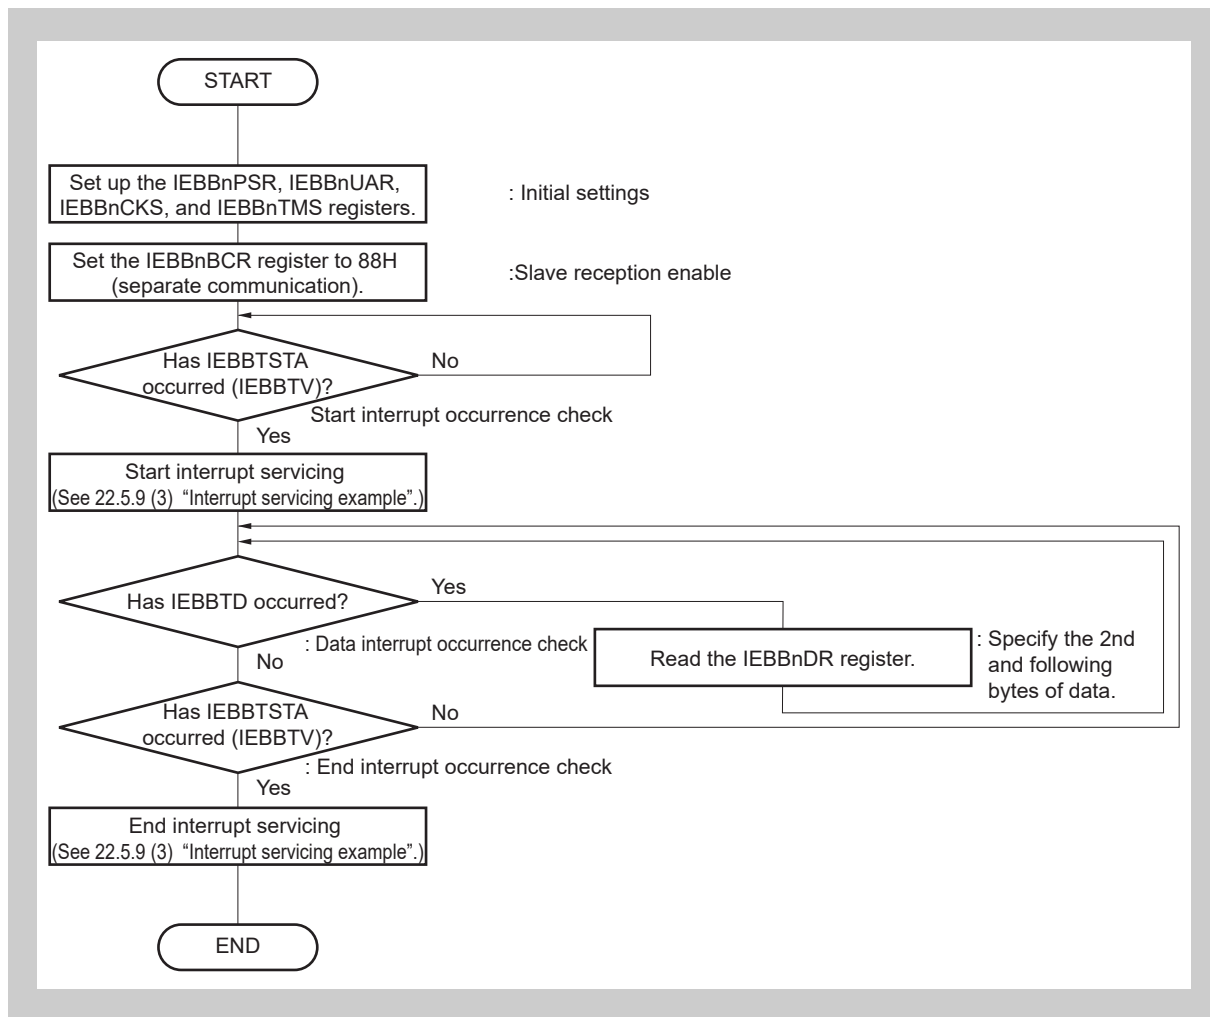 START
Set up the IEBBnPSR, IEBBnUAR,
IEBBnCKS, and IEBBnTMS registers.
: Initial settings
Set the IEBBnBCR register to 88H
(separate communication).
:Slave reception enable
Has IEBBTSTA
occurred (IEBBTV)?
No
Start interrupt occurrence check
Yes
Start interrupt servicing
(See 22.5.9 (3) “Interrupt servicing example”.)
Has IEBBTD occurred?
Yes
: Data interrupt occurrence check
No
Read the IEBBnDR register.
: Specify the 2nd
and following
bytes of data.
Has IEBBTSTA
occurred (IEBBTV)?
No
: End interrupt occurrence check
Yes
End interrupt servicing
(See 22.5.9 (3) “Interrupt servicing example”.)
END